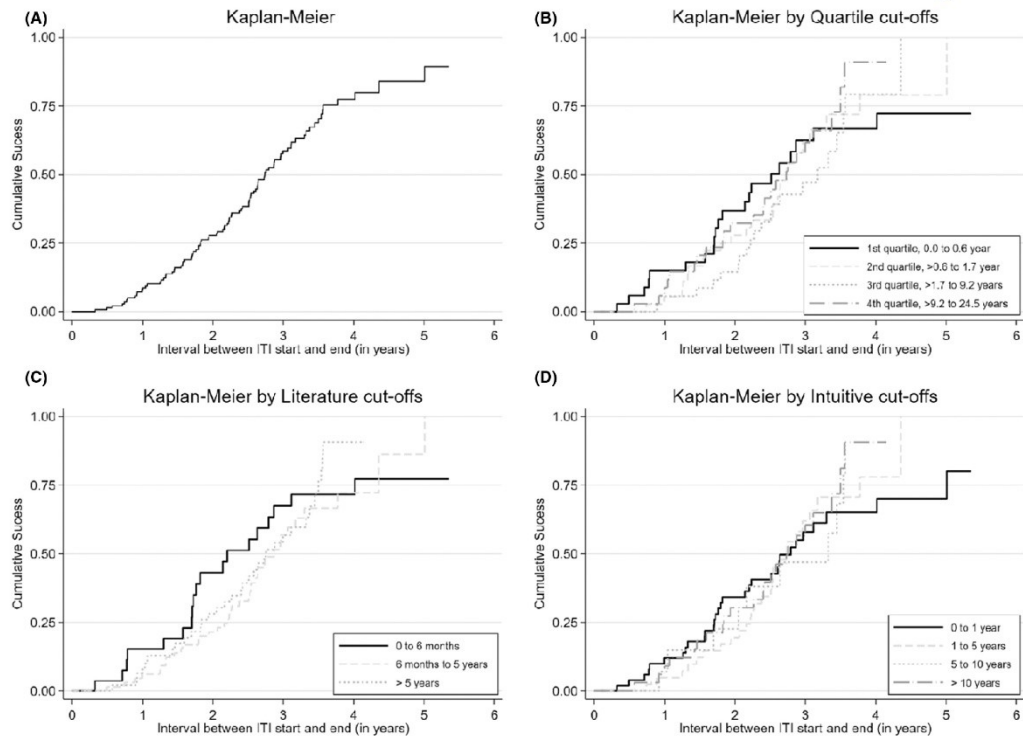 (A)
Kaplan-Meier
1.00
0.75
0.50
0.25
0.00
Cumulative Sucess
0 1 2 3 4 5 6
Interval between ITI start and end (in years)
(B)
Kaplan-Meier by Quartile cut-offs
1.00
0.75
0.50
0.25
0.00
Cumulative Sucess
1st quartile, 0.0 to 0.6 year
2nd quartile, >0.6 to 1.7 year
3rd quartile, >1.7 to 9.2 years
4th quartile, >9.2 to 24.5 years
0 1 2 3 4 5 6
Interval between ITI start and end (in years)
(C)
Kaplan-Meier by Literature cut-offs
1.00
0.75
0.50
0.25
0.00
Cumulative Sucess
0 to 6 months
6 months to 5 years
> 5 years
0 1 2 3 4 5 6
Interval between ITI start and end (in years)
(D)
Kaplan-Meier by Intuitive cut-offs
1.00
0.75
0.50
0.25
0.00
Cumulative Sucess
0 to 1 year
1 to 5 years
5 to 10 years
> 10 years
0 1 2 3 4 5 6
Interval between ITI start and end (in years)